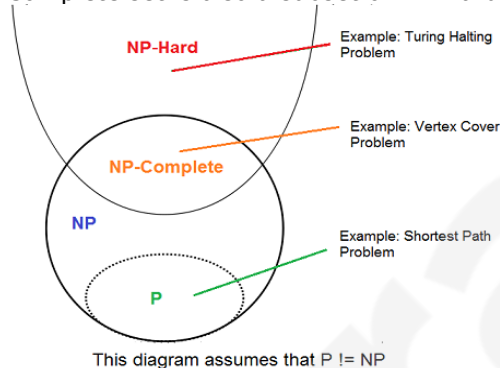 NP-Hard
Example: Turing Halting
Problem
Example: Vertex Cover
Problem
NP-Complete
NP
Example: Shortest Path
Problem
P
This diagram assumes that P != NP